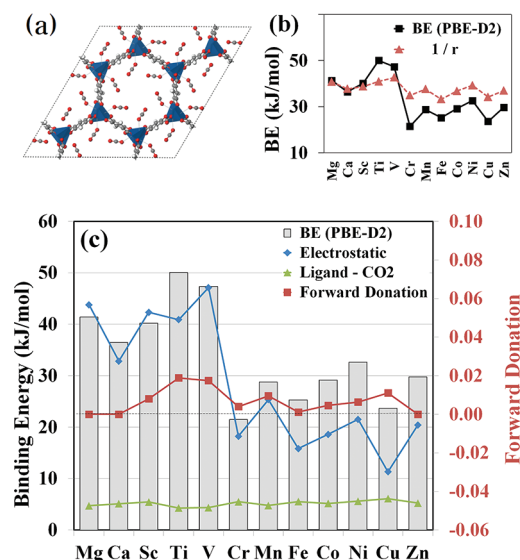 (a)
(b)
BE (PBE-D2)
1 / r
BE (kJ/mol)
50
30
10
Mg Ca Sc Ti V Cr Mn Fe Co Ni Cu Zn
(c)
BE (PBE-D2)
Electrostatic
Ligand - CO2
Forward Donation
Binding Energy (kJ/mol)
60
50
40
30
20
10
0
Forward Donation
0.10
0.08
0.06
0.04
0.02
0.00
-0.02
-0.04
-0.06
Mg Ca Sc Ti V Cr Mn Fe Co Ni Cu Zn